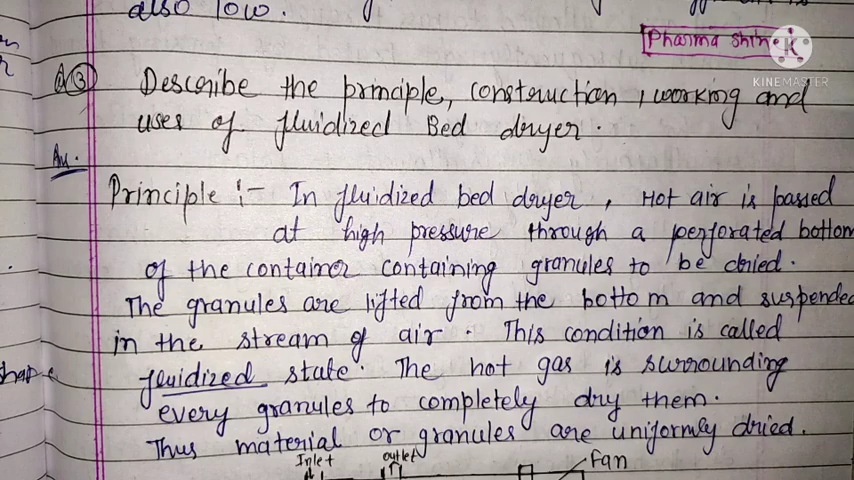 also low.
Pharma Shine
KINEMASTER
Q③ Describe the principle, construction, working and
uses of fluidized Bed dryer.
An.
Principle :- In fluidized bed dryer, Hot air is passed
at high pressure through a perforated bottom
of the container containing granules to be dried.
The granules are lifted from the bottom and suspended
in the stream of air. This condition is called
fluidized state. The hot gas is surrounding
every granules to completely dry them.
Thus material or granules are uniformly dried.
Inlet outlet Fan